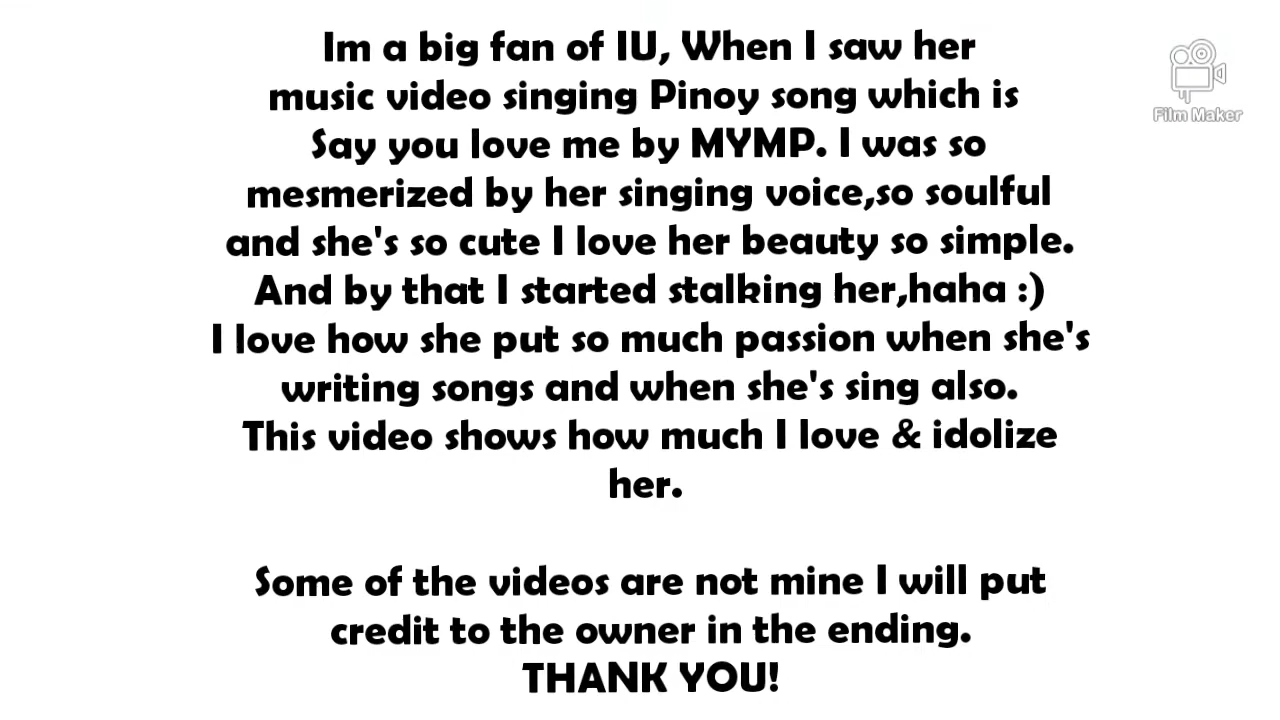 Im a big fan of IU, When I saw her
music video singing Pinoy song which is
Say you love me by MYMP. I was so
mesmerized by her singing voice,so soulful
and she's so cute I love her beauty so simple.
And by that I started stalking her,haha :)
I love how she put so much passion when she's
writing songs and when she's sing also.
This video shows how much I love & idolize
her.
Some of the videos are not mine I will put
credit to the owner in the ending.
THANK YOU!
Film Maker